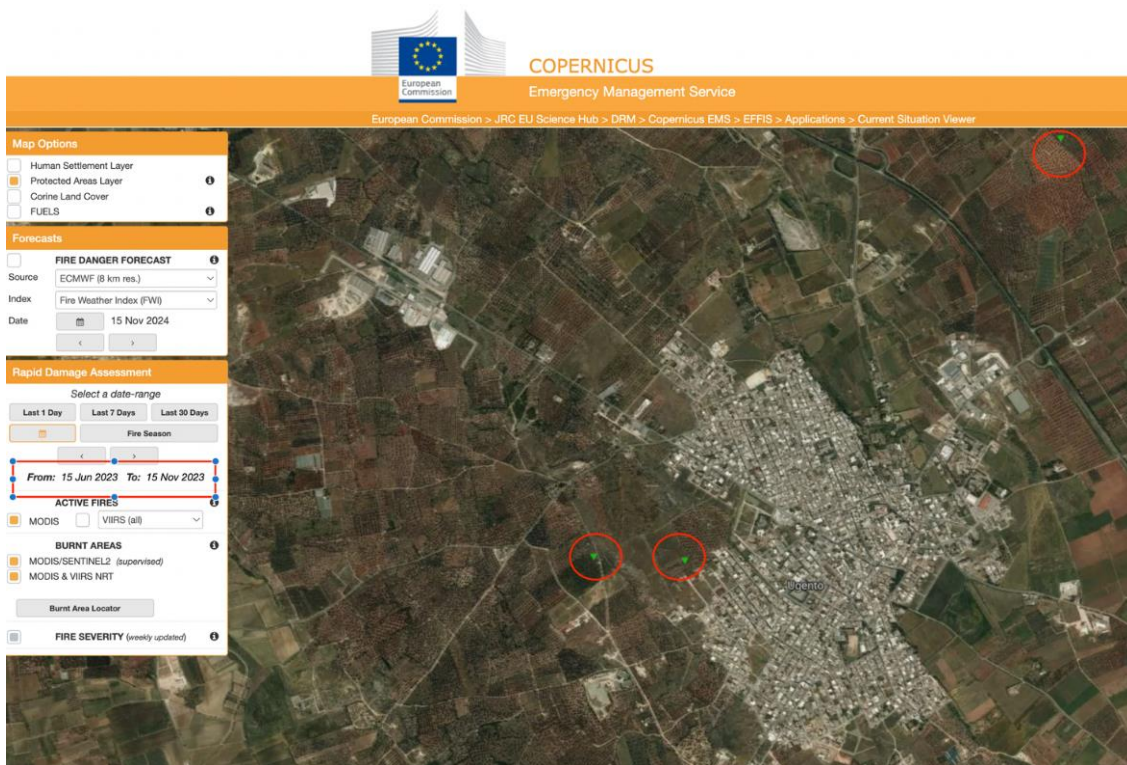 European
Commission
COPERNICUS
Emergency Management Service
European Commission > JRC EU Science Hub > DRM > Copernicus EMS > EFFIS > Applications > Current Situation Viewer
Map Options
Human Settlement Layer
Protected Areas Layer
Corine Land Cover
FUELS
Forecasts
FIRE DANGER FORECAST
Source ECMWF (8 km res.)
Index Fire Weather Index (FWI)
Date 15 Nov 2024
‹ ›
Rapid Damage Assessment
Select a date-range
Last 1 Day Last 7 Days Last 30 Days
Fire Season
‹ ›
From: 15 Jun 2023 To: 15 Nov 2023
ACTIVE FIRES
MODIS VIIRS (all)
BURNT AREAS
MODIS/SENTINEL2 (supervised)
MODIS & VIIRS NRT
Burnt Area Locator
FIRE SEVERITY (weekly updated)
Ugento